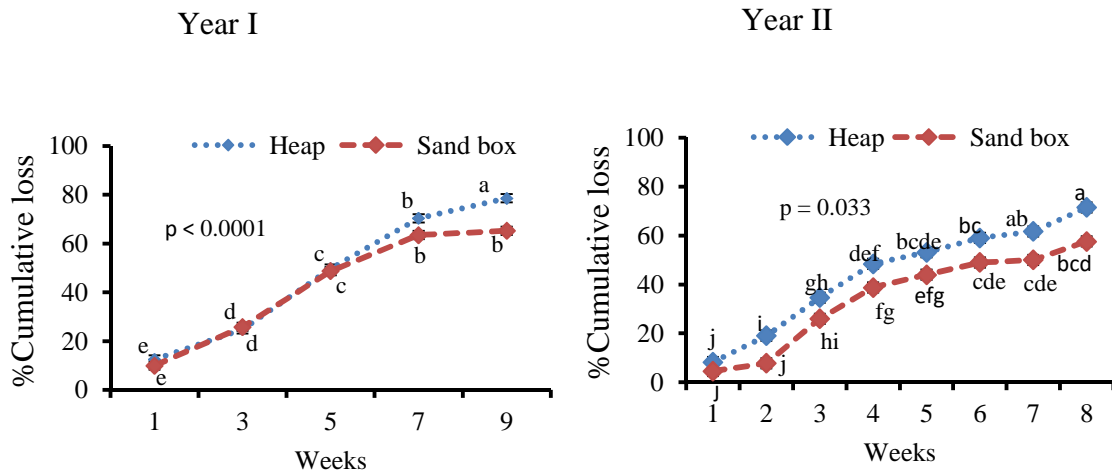 Year I
%Cumulative loss
100
80
60
40
20
0
Heap
Sand box
p < 0.0001
e
e
d
d
c
c
b
b
a
b
1 3 5 7 9
Weeks
Year II
%Cumulative loss
100
80
60
40
20
0
Heap
Sand box
p = 0.033
j
j
i
j
gh
hi
def
fg
bcde
efg
bc
cde
ab
cde
a
bcd
1 2 3 4 5 6 7 8
Weeks